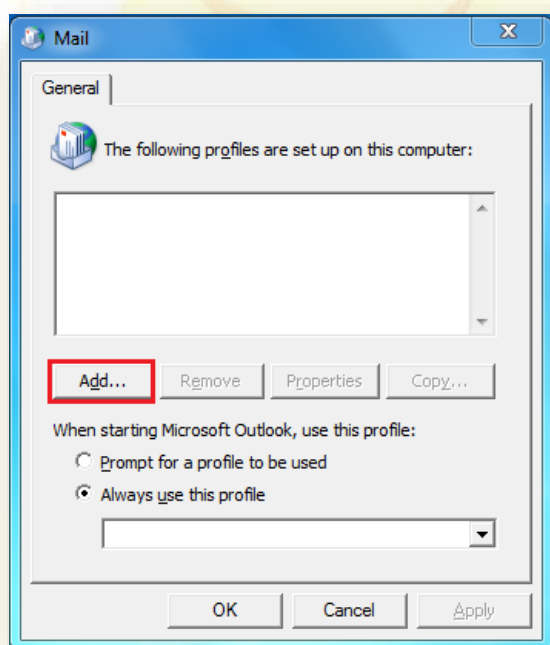 Mail
General
The following profiles are set up on this computer:
Add...
Remove
Properties
Copy...
When starting Microsoft Outlook, use this profile:
Prompt for a profile to be used
Always use this profile
OK
Cancel
Apply